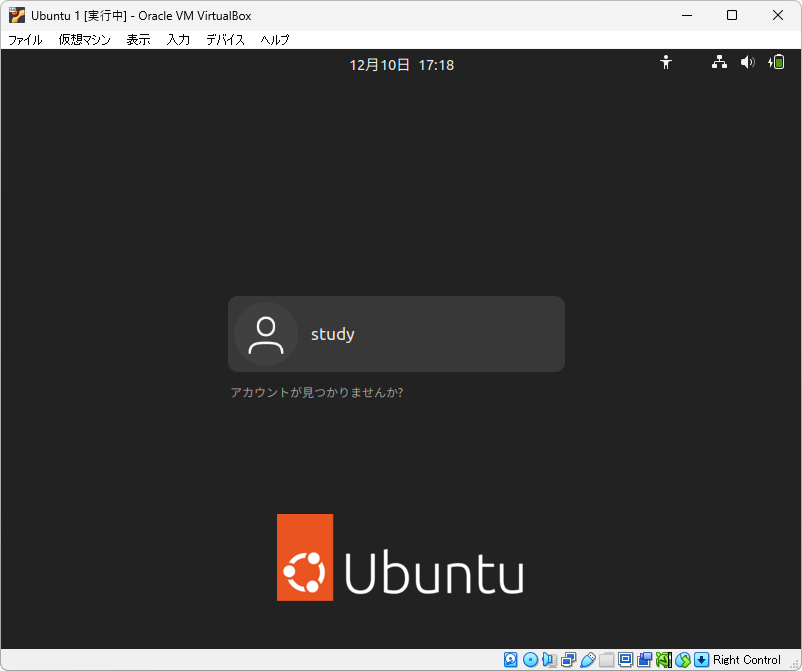 Ubuntu 1 [実行中] - Oracle VM VirtualBox
ファイル 仮想マシン 表示 入力 デバイス ヘルプ
12月10日 17:18
study
アカウントが見つかりませんか?
Ubuntu
Right Control